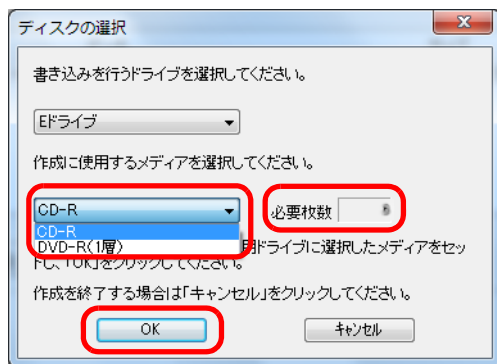 ディスクの選択
書き込みを行うドライブを選択してください。
Eドライブ
作成に使用するメディアを選択してください。
CD-R
必要枚数
CD-R
DVD-R(1層)
用ドライブに選択したメディアをセッ
トし、「OK」をクリックしてください。
作成を終了する場合は「キャンセル」をクリックしてください。
OK
キャンセル